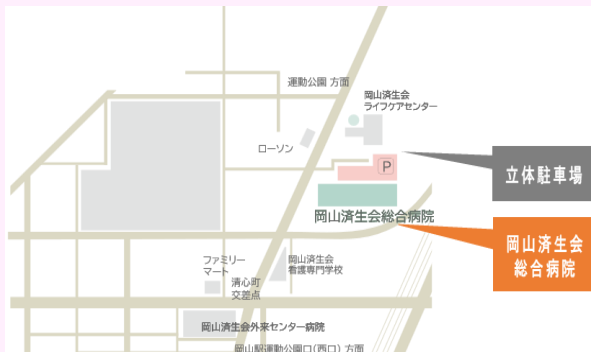 運動公園 方面
岡山済生会
ライフケアセンター
ローソン
P
立体駐車場
岡山済生会総合病院
岡山済生会
総合病院
ファミリー
マート
岡山済生会
看護専門学校
清心町
交差点
岡山済生会外来センター病院
岡山駅運動公園口(西口) 方面